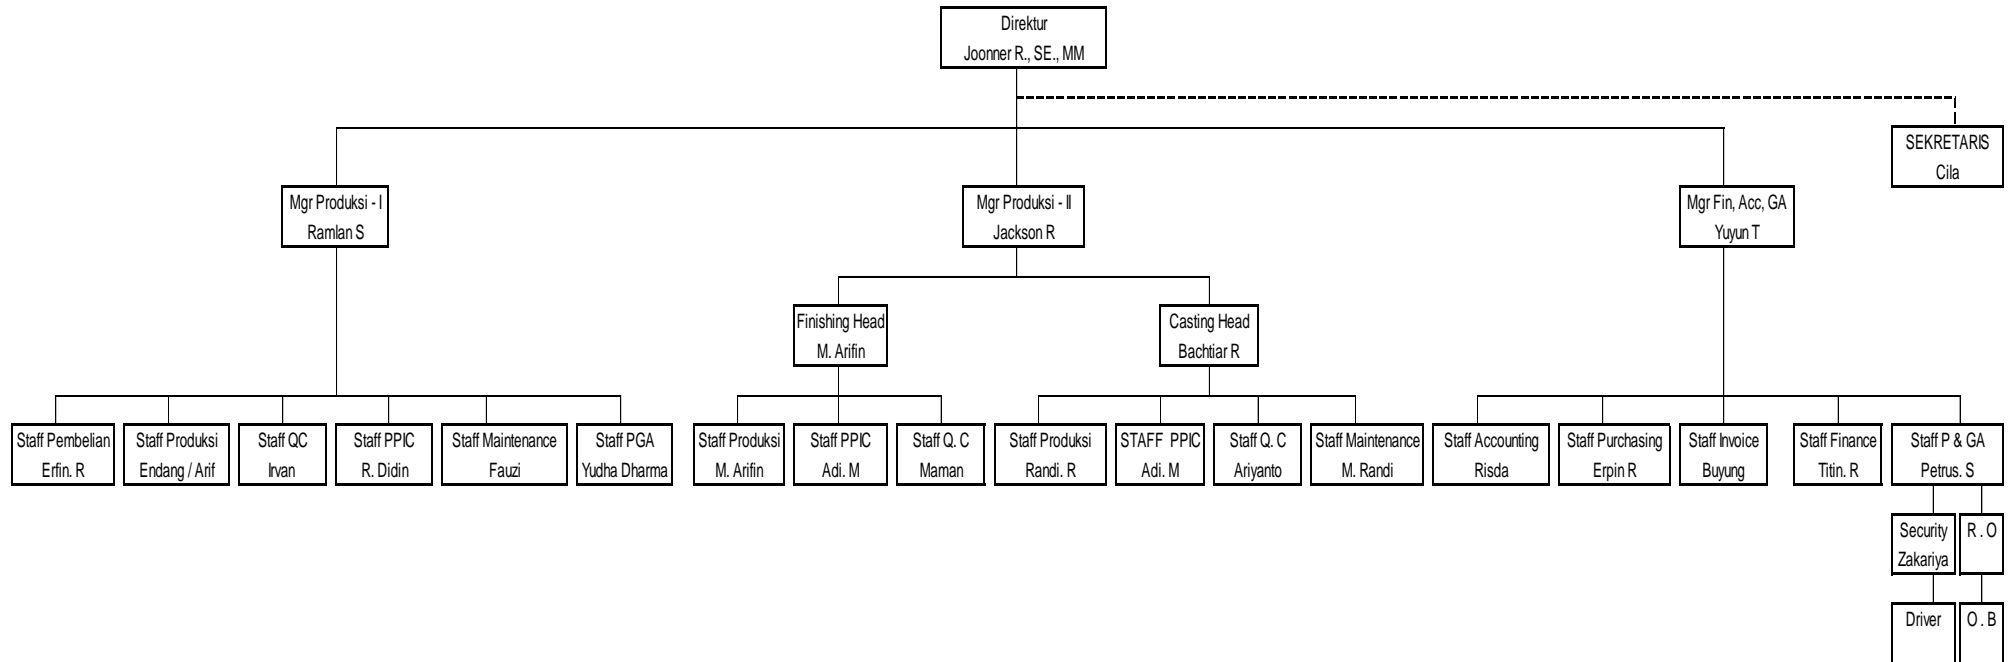 Direktur
Joonner R., SE., MM
SEKRETARIS
Cila
Mgr Produksi - I
Ramlan S
Mgr Produksi - II
Jackson R
Mgr Fin, Acc, GA
Yuyun T
Finishing Head
M. Arifin
Casting Head
Bachtiar R
Staff Pembelian
Erfin. R
Staff Produksi
Endang / Arif
Staff QC
Irvan
Staff PPIC
R. Didin
Staff Maintenance
Fauzi
Staff PGA
Yudha Dharma
Staff Produksi
M. Arifin
Staff PPIC
Adi. M
Staff Q. C
Maman
Staff Produksi
Randi. R
STAFF PPIC
Adi. M
Staff Q. C
Ariyanto
Staff Maintenance
M. Randi
Staff Accounting
Risda
Staff Purchasing
Erpin R
Staff Invoice
Buyung
Staff Finance
Titin. R
Staff P & GA
Petrus. S
Security
Zakariya
R . O
Driver
O . B